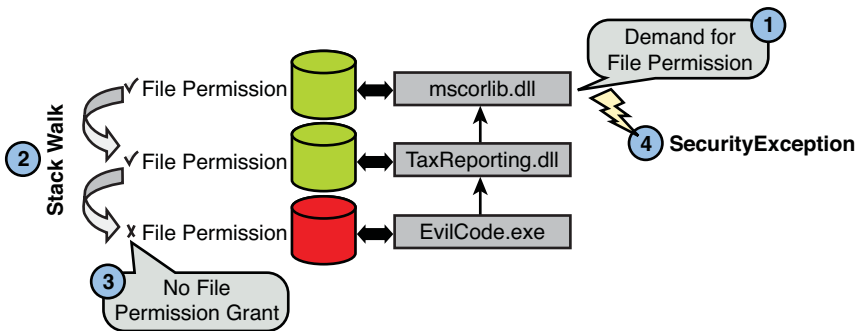 1
Demand for
File Permission
✓ File Permission
mscorlib.dll
2
Stack Walk
4
SecurityException
✓ File Permission
TaxReporting.dll
✗ File Permission
EvilCode.exe
3
No File
Permission Grant